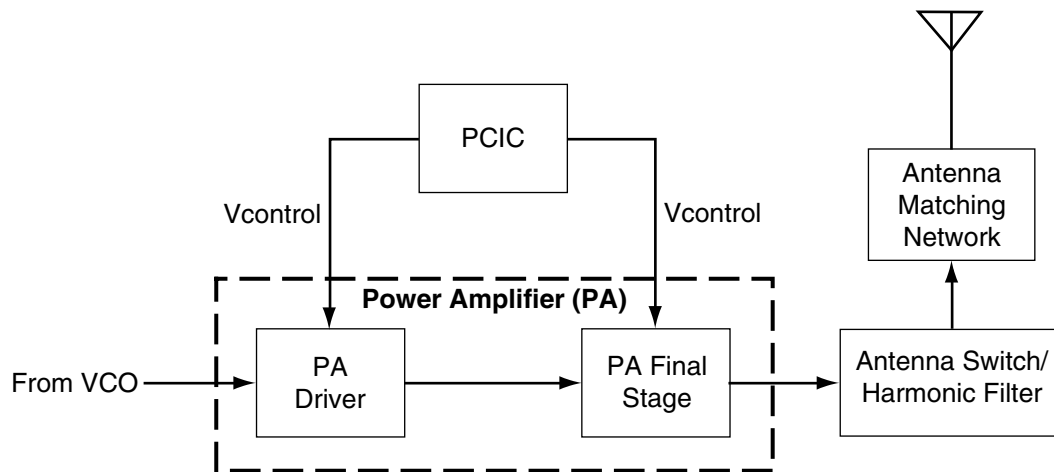 PCIC
Antenna
Matching
Network
Vcontrol
Vcontrol
Power Amplifier (PA)
From VCO
PA
Driver
PA Final
Stage
Antenna Switch/
Harmonic Filter